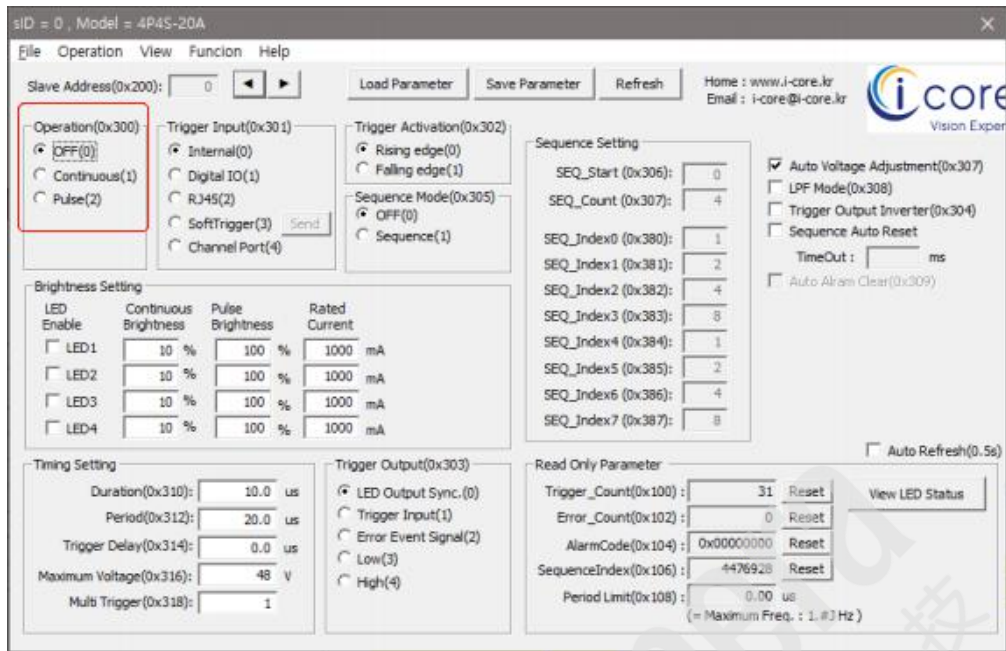 sID = 0 , Model = 4P4S-20A
File Operation View Funcion Help
Slave Address(0x200): 0
Load Parameter Save Parameter Refresh
Home : www.i-core.kr
Email : i-core@i-core.kr
i core
Vision Exper
Operation(0x300)
OFF(0)
Continuous(1)
Pulse(2)
Trigger Input(0x301)
Internal(0)
Digital IO(1)
RJ45(2)
SoftTrigger(3) Send
Channel Port(4)
Trigger Activation(0x302)
Rising edge(0)
Falling edge(1)
Sequence Mode(0x305)
OFF(0)
Sequence(1)
Sequence Setting
SEQ_Start (0x306): 0
SEQ_Count (0x307): 4
SEQ_Index0 (0x380): 1
SEQ_Index1 (0x381): 2
SEQ_Index2 (0x382): 4
SEQ_Index3 (0x383): 8
SEQ_Index4 (0x384): 1
SEQ_Index5 (0x385): 2
SEQ_Index6 (0x386): 4
SEQ_Index7 (0x387): 8
Auto Voltage Adjustment(0x307)
LPF Mode(0x308)
Trigger Output Inverter(0x304)
Sequence Auto Reset
TimeOut : ms
Auto Alram Clear(0x309)
Brightness Setting
LED Enable Continuous Brightness Pulse Brightness Rated Current
LED1 10 % 100 % 1000 mA
LED2 10 % 100 % 1000 mA
LED3 10 % 100 % 1000 mA
LED4 10 % 100 % 1000 mA
Auto Refresh(0.5s)
Timing Setting
Duration(0x310): 10.0 us
Period(0x312): 20.0 us
Trigger Delay(0x314): 0.0 us
Maximum Voltage(0x316): 48 V
Multi Trigger(0x318): 1
Trigger Output(0x303)
LED Output Sync.(0)
Trigger Input(1)
Error Event Signal(2)
Low(3)
High(4)
Read Only Parameter
Trigger_Count(0x100) : 31 Reset
Error_Count(0x102) : 0 Reset
AlarmCode(0x104) : 0x00000000 Reset
SequenceIndex(0x106) : 4476928 Reset
Period Limit(0x108) : 0.00 us
(= Maximum Freq. : 1.#J Hz )
View LED Status
技